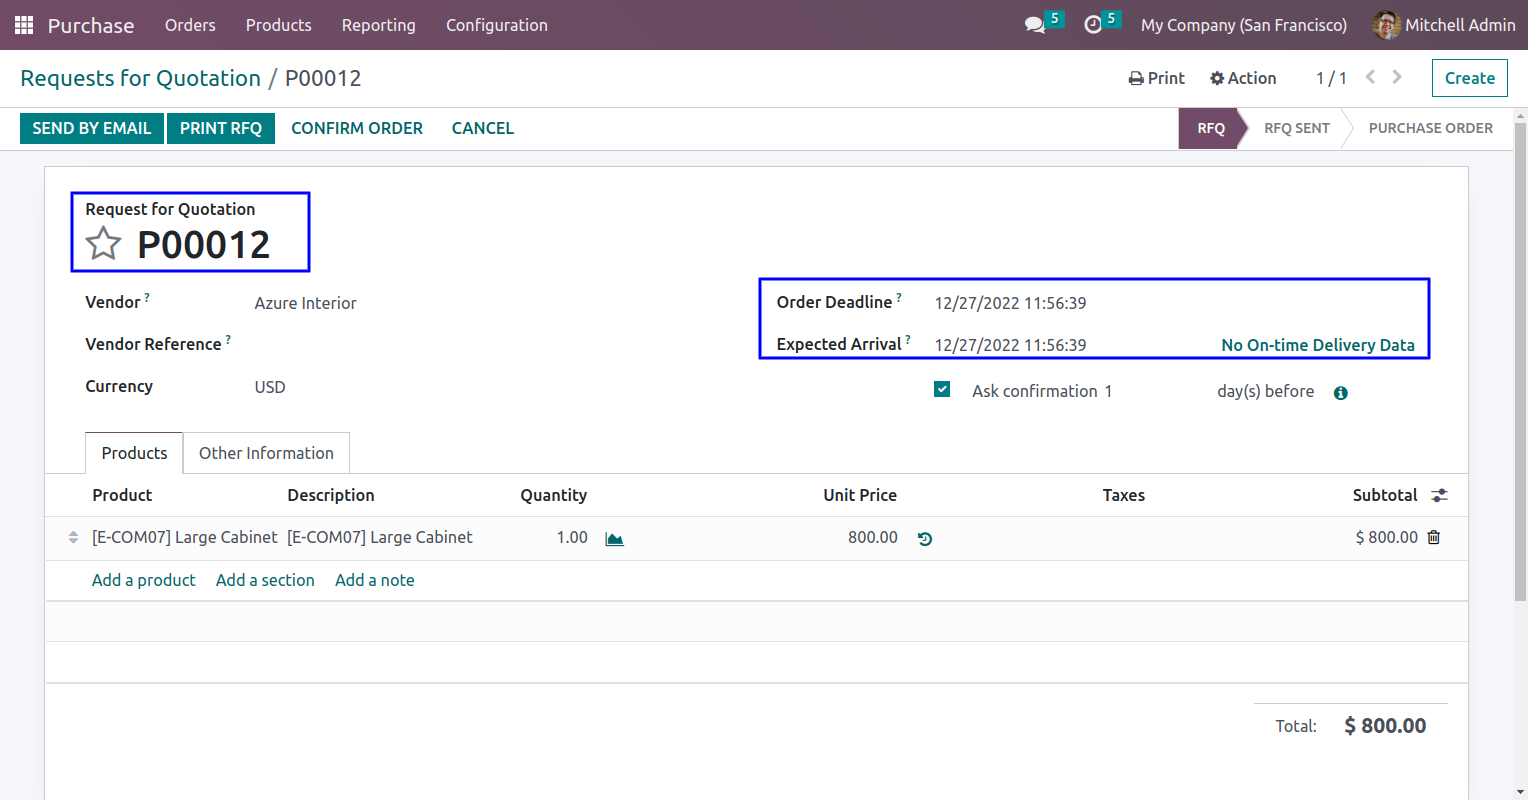 Purchase Orders Products Reporting Configuration 5 5 My Company (San Francisco) Mitchell Admin
Requests for Quotation / P00012 Print Action 1 / 1 Create
SEND BY EMAIL PRINT RFQ CONFIRM ORDER CANCEL RFQ RFQ SENT PURCHASE ORDER
Request for Quotation
P00012
Vendor ? Azure Interior Order Deadline ? 12/27/2022 11:56:39
Vendor Reference ? Expected Arrival ? 12/27/2022 11:56:39 No On-time Delivery Data
Currency USD Ask confirmation 1 day(s) before
Products Other Information
Product Description Quantity Unit Price Taxes Subtotal
[E-COM07] Large Cabinet [E-COM07] Large Cabinet 1.00 800.00 $ 800.00
Add a product Add a section Add a note
Total: $ 800.00